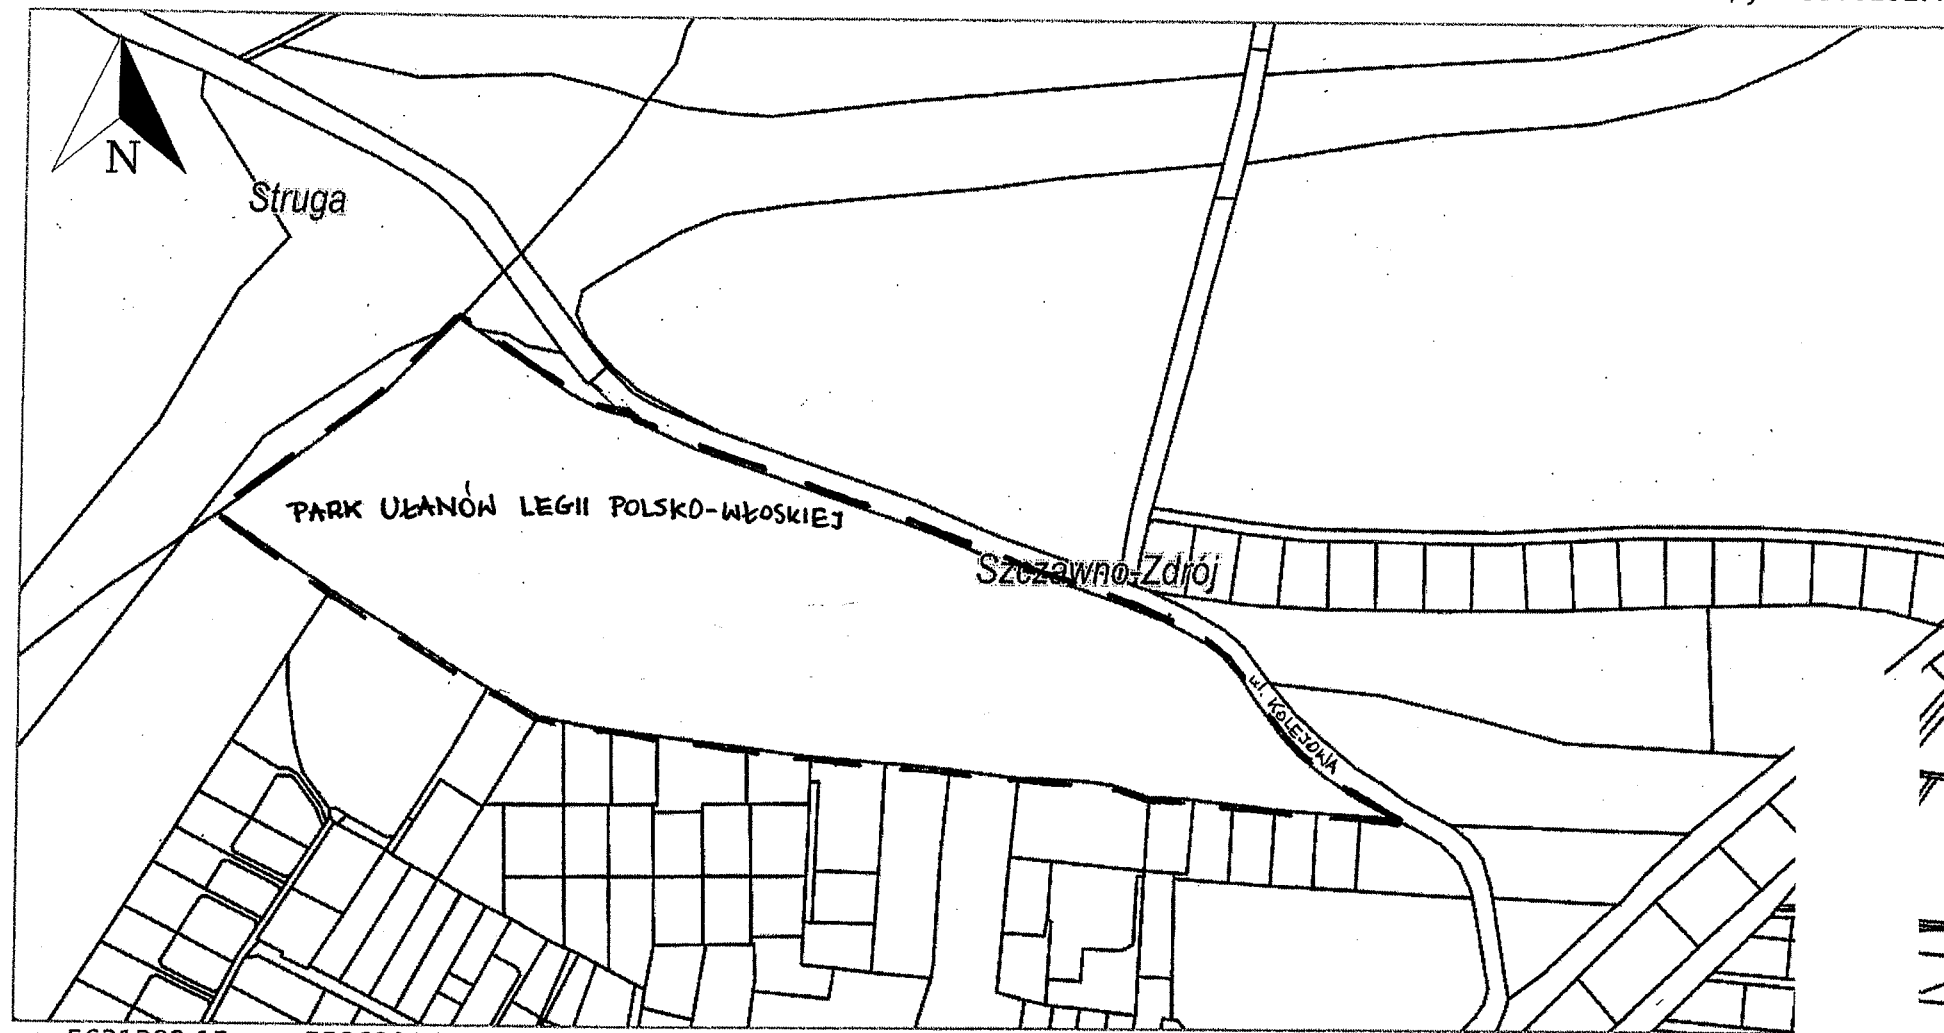 N
Struga
PARK UŁANÓW LEGII POLSKO-WŁOSKIEJ
Szczawno-Zdrój
ul. KOLEJOWA